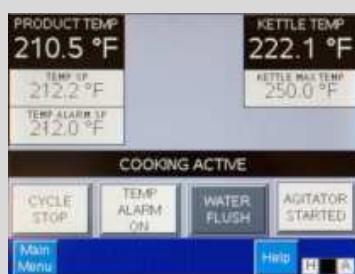 PRODUCT TEMP
210.5 °F
TEMP SP
212.2 °F
TEMP ALARM SP
212.0 °F
KETTLE TEMP
222.1 °F
KETTLE MAX TEMP
250.0 °F
COOKING ACTIVE
CYCLE
STOP
TEMP
ALARM
ON
WATER
FLUSH
AGITATOR
STARTED
Main
Menu
Help
H A